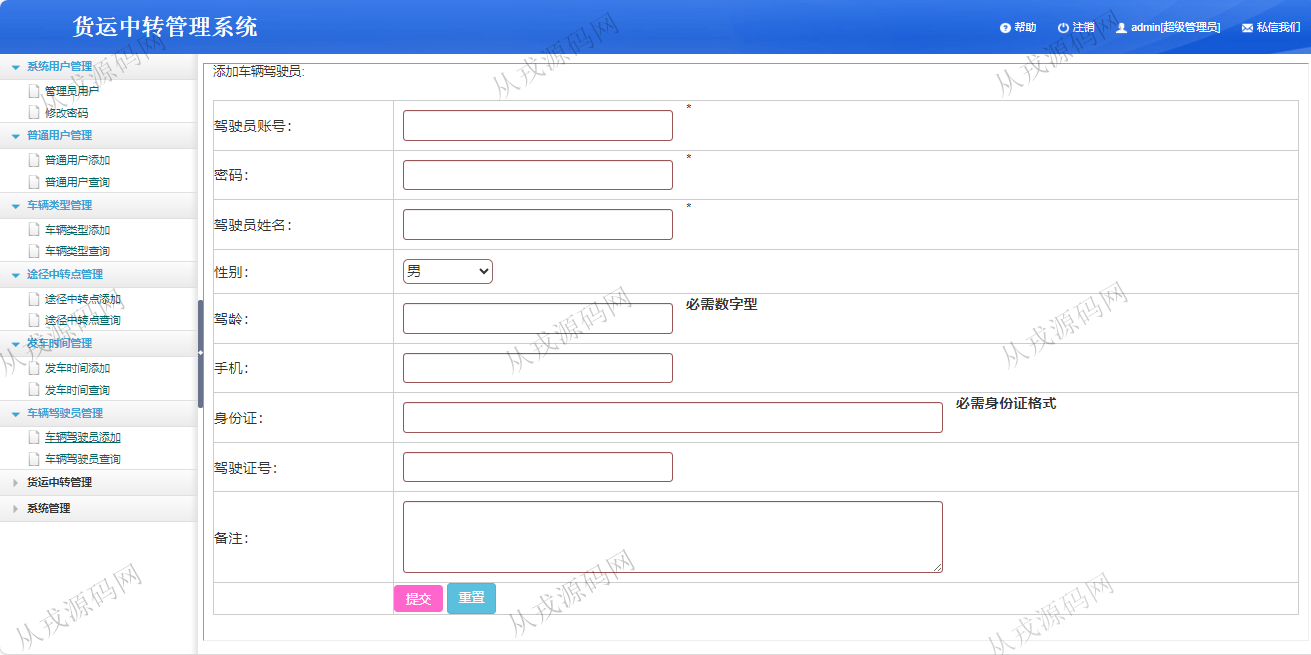 货运中转管理系统
帮助 注销 admin[超级管理员] 私信我们
系统用户管理
管理员用户
修改密码
普通用户管理
普通用户添加
普通用户查询
车辆类型管理
车辆类型添加
车辆类型查询
途径中转点管理
途径中转点添加
途径中转点查询
发车时间管理
发车时间添加
发车时间查询
车辆驾驶员管理
车辆驾驶员添加
车辆驾驶员查询
货运中转管理
系统管理
添加车辆驾驶员:
驾驶员账号： *
密码： *
驾驶员姓名： *
性别： 男
驾龄： 必需数字型
手机：
身份证： 必需身份证格式
驾驶证号：
备注：
提交 重置
从戎源码网
从戎源码网
从戎源码网
从戎源码网
从戎源码网
从戎源码网
从戎源码网
从戎源码网
从戎源码网